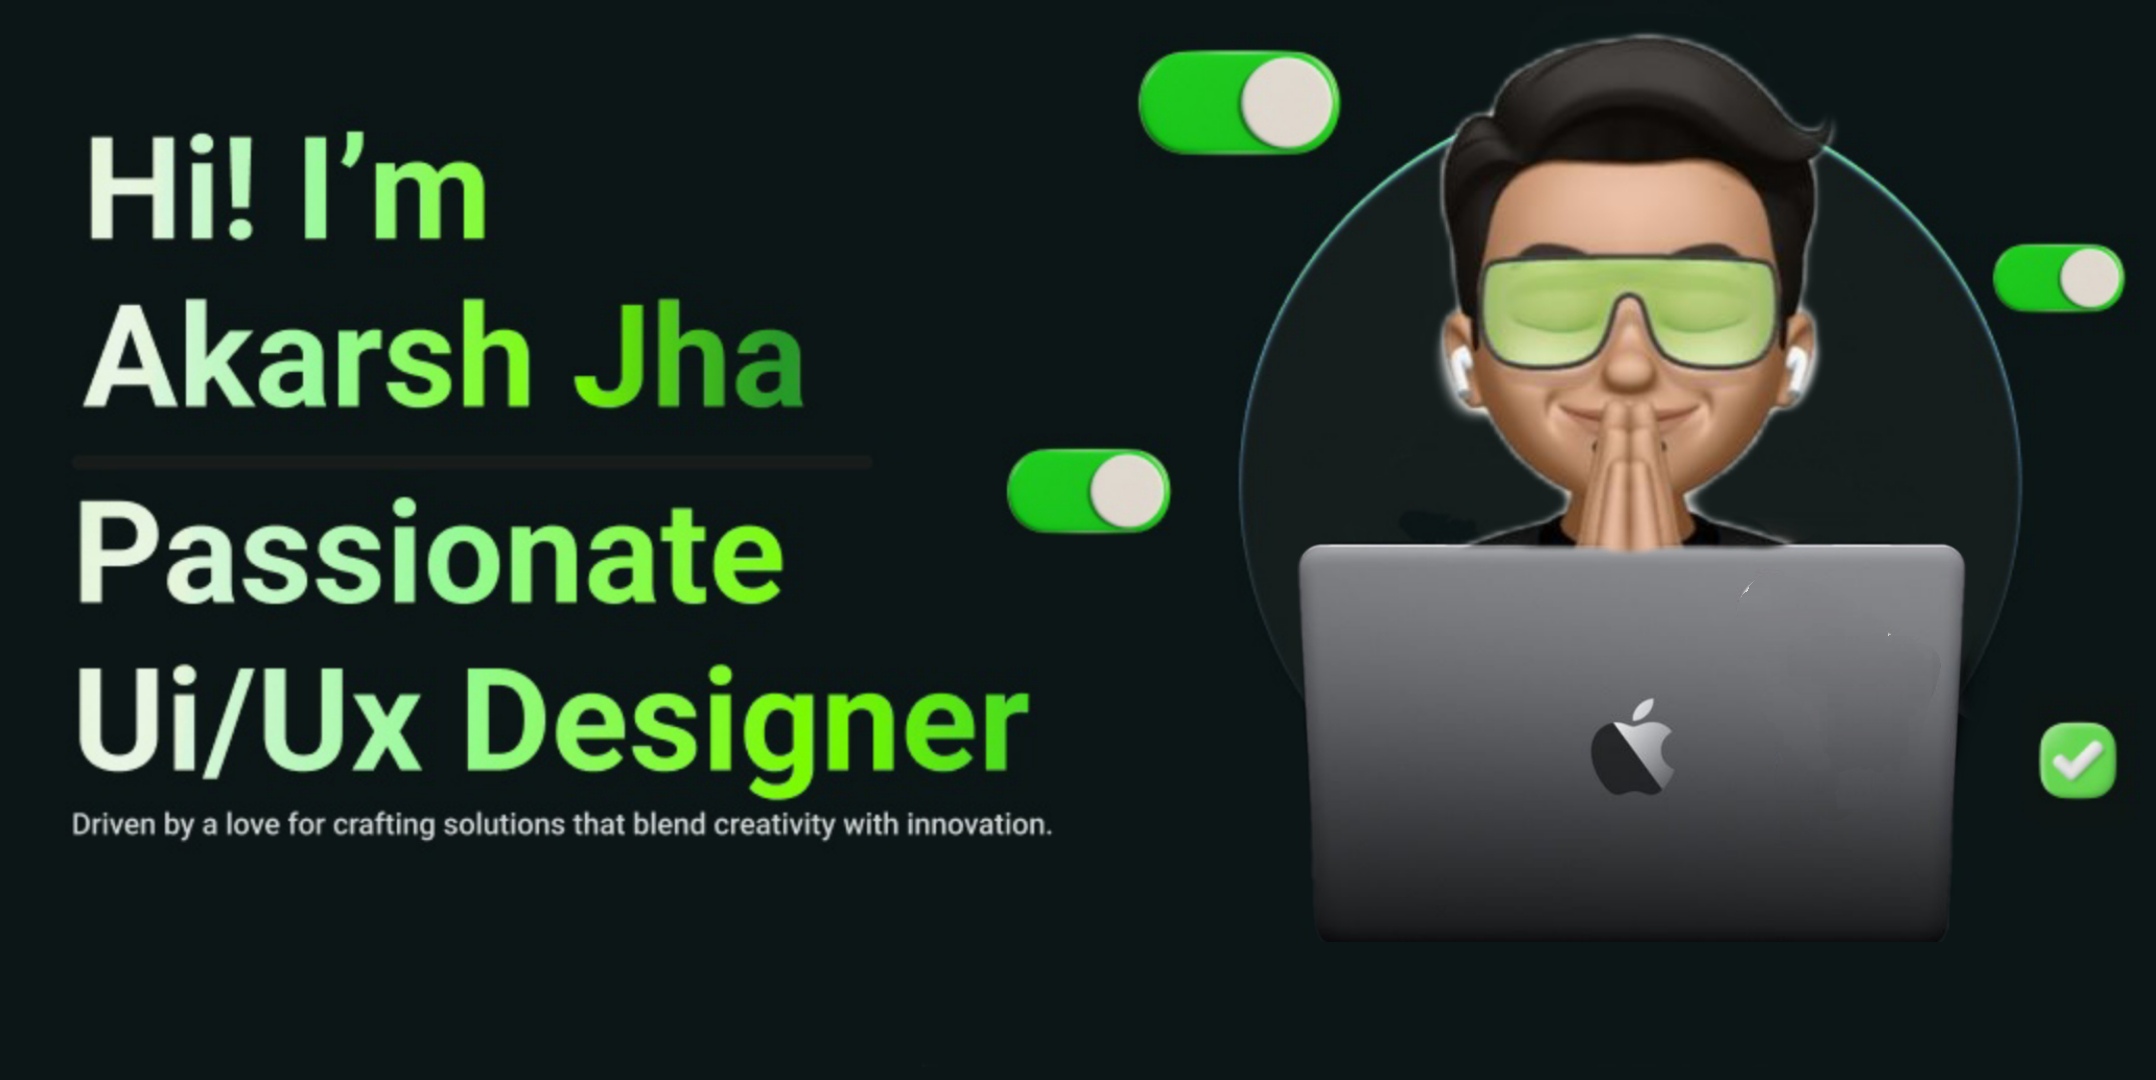 Hi! I’m
Akarsh Jha
Passionate
Ui/Ux Designer
Driven by a love for crafting solutions that blend creativity with innovation.